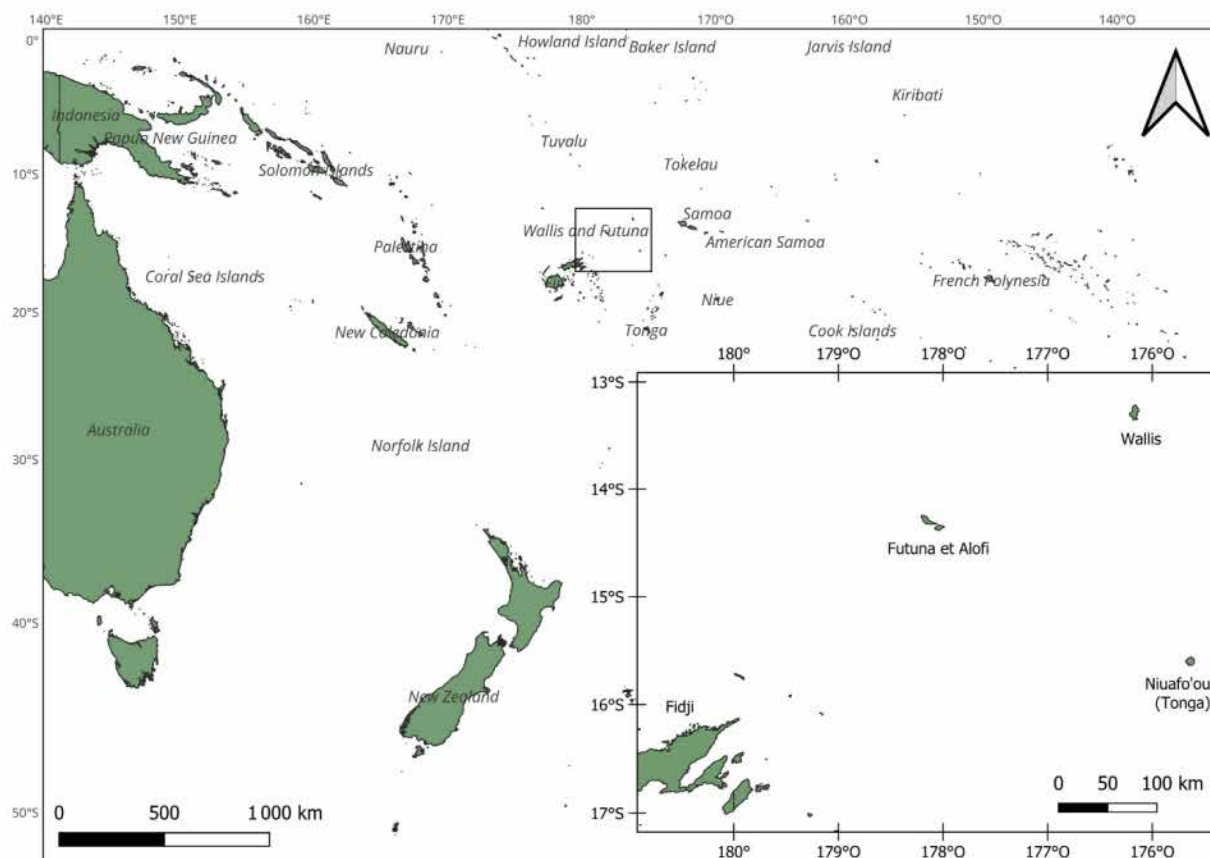 140°E 150°E 160°E 170°E 180° 170°O 160°O 150°O 140°O
0°
Nauru
Howland Island
Baker Island
Jarvis Island
Kiribati
Indonesia
Papua New Guinea
Tuvalu
Tokelau
Solomon Islands
10°S
Samoa
Wallis and Futuna
American Samoa
Palestina
Coral Sea Islands
French Polynesia
Niue
20°S
New Caledonia
Tonga
Cook Islands
180° 179°O 178°O 177°O 176°O
13°S
Wallis
Australia
Norfolk Island
30°S
14°S
Futuna et Alofi
15°S
40°S
Niuafo'ou
(Tonga)
New Zealand
16°S
Fidji
0 50 100 km
17°S
50°S
0 500 1 000 km
180° 179°O 178°O 177°O 176°O